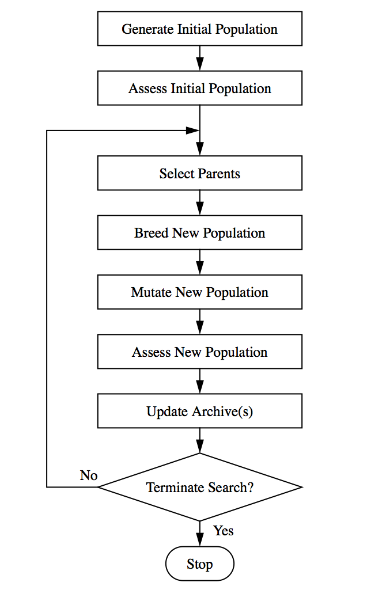 Generate Initial Population
Assess Initial Population
Select Parents
Breed New Population
Mutate New Population
Assess New Population
Update Archive(s)
No
Terminate Search?
Yes
Stop